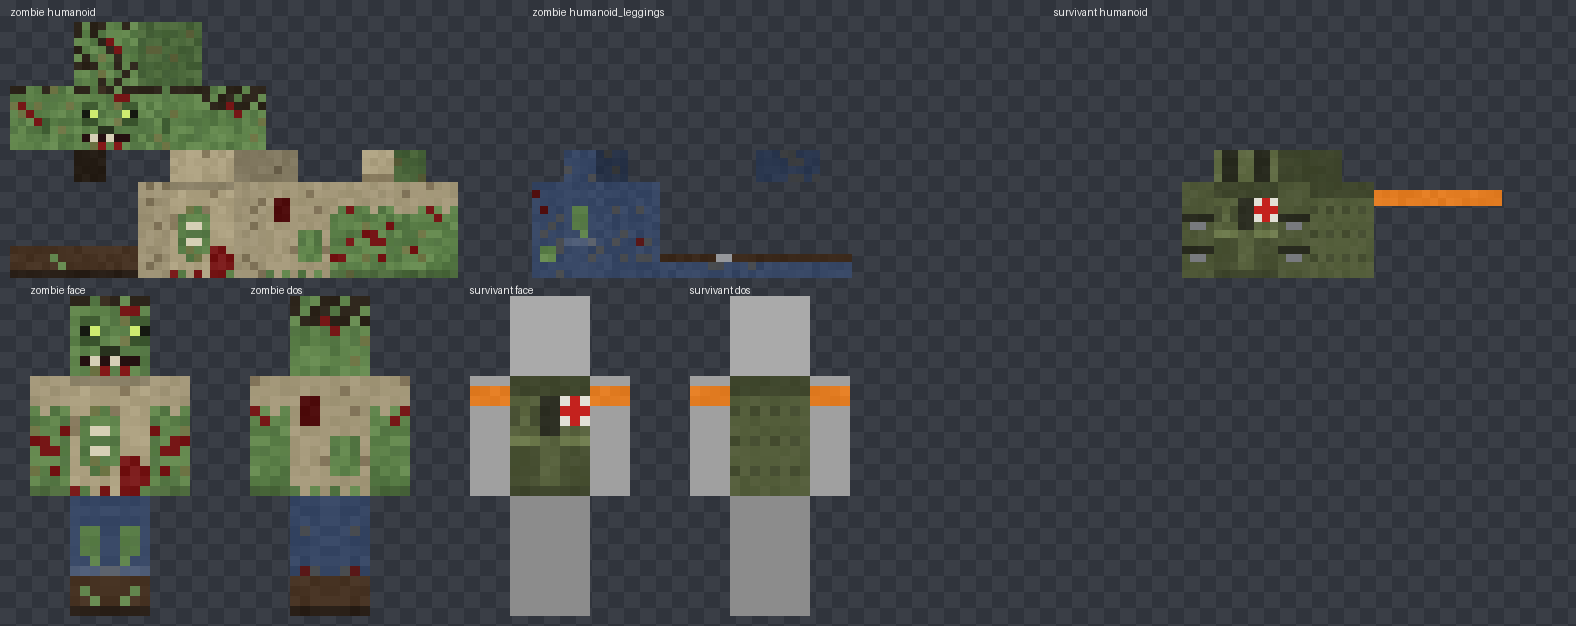 zombie humanoid
zombie humanoid_leggings
survivant humanoid
zombie face
zombie dos
survivant face
survivant dos